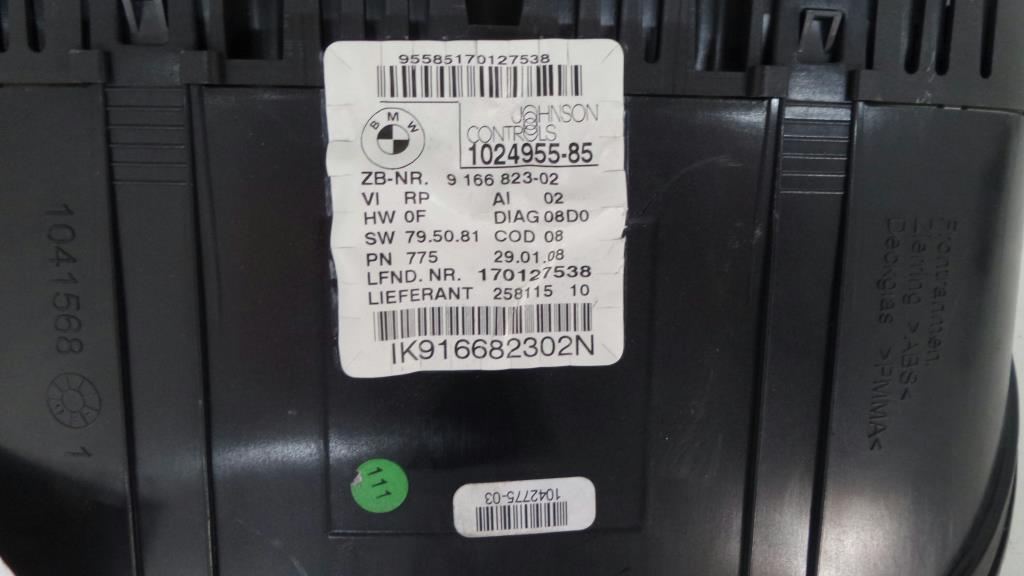 95585170127538
BMW
JOHNSON
CONTROLS
1024955-85
ZB-NR. 9 166 823-02
VI RP AI 02
HW 0F DIAG 08D0
SW 79.50.81 COD 08
PN 775 29.01.08
LFND. NR. 170127538
LIEFERANT 258115 10
IK916682302N
1041568 1
Frontrahmen,
Zierring >ABS<
Deckglas >PMMA<
111
1042775-03